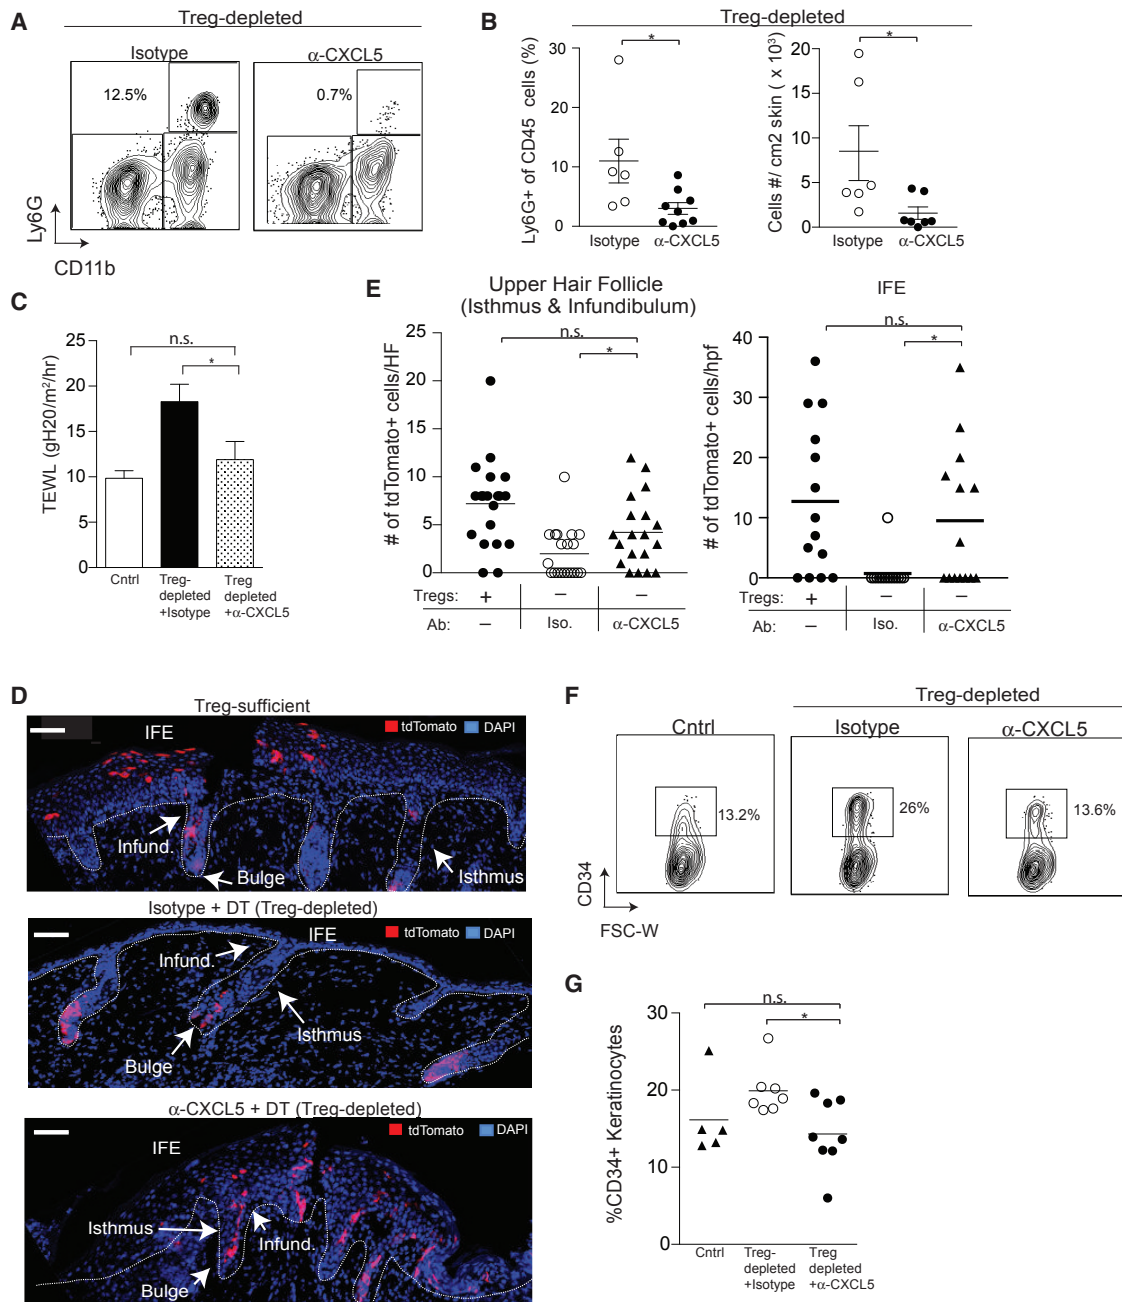 A
Treg-depleted
Isotype
α-CXCL5
12.5%
0.7%
Ly6G
CD11b
B
Treg-depleted
*
*
Ly6G+ of CD45 cells (%)
30
20
10
0
Isotype
α-CXCL5
Cells #/ cm2 skin ( x 10³)
20
15
10
5
0
Isotype
α-CXCL5
C
n.s.
*
TEWL (gH20/m²/hr)
25
20
15
10
5
0
Cntrl
Treg-
depleted
+Isotype
Treg
depleted
+α-CXCL5
E
Upper Hair Follicle
(Isthmus & Infundibulum)
n.s.
*
# of tdTomato+ cells/HF
25
20
15
10
5
0
Tregs:
+
–
–
Ab:
–
Iso.
α-CXCL5
IFE
n.s.
*
# of tdTomato+ cells/hpf
40
30
20
10
0
+
–
–
–
Iso.
α-CXCL5
D
Treg-sufficient
IFE
tdTomato
DAPI
Infund.
Bulge
Isthmus
Isotype + DT (Treg-depleted)
IFE
tdTomato
DAPI
Infund.
Isthmus
Bulge
α-CXCL5 + DT (Treg-depleted)
IFE
tdTomato
DAPI
Isthmus
Infund.
Bulge
F
Treg-depleted
Cntrl
Isotype
α-CXCL5
13.2%
26%
13.6%
CD34
FSC-W
G
n.s.
*
%CD34+ Keratinocytes
30
20
10
0
Cntrl
Treg-
depleted
+Isotype
Treg
depleted
+α-CXCL5